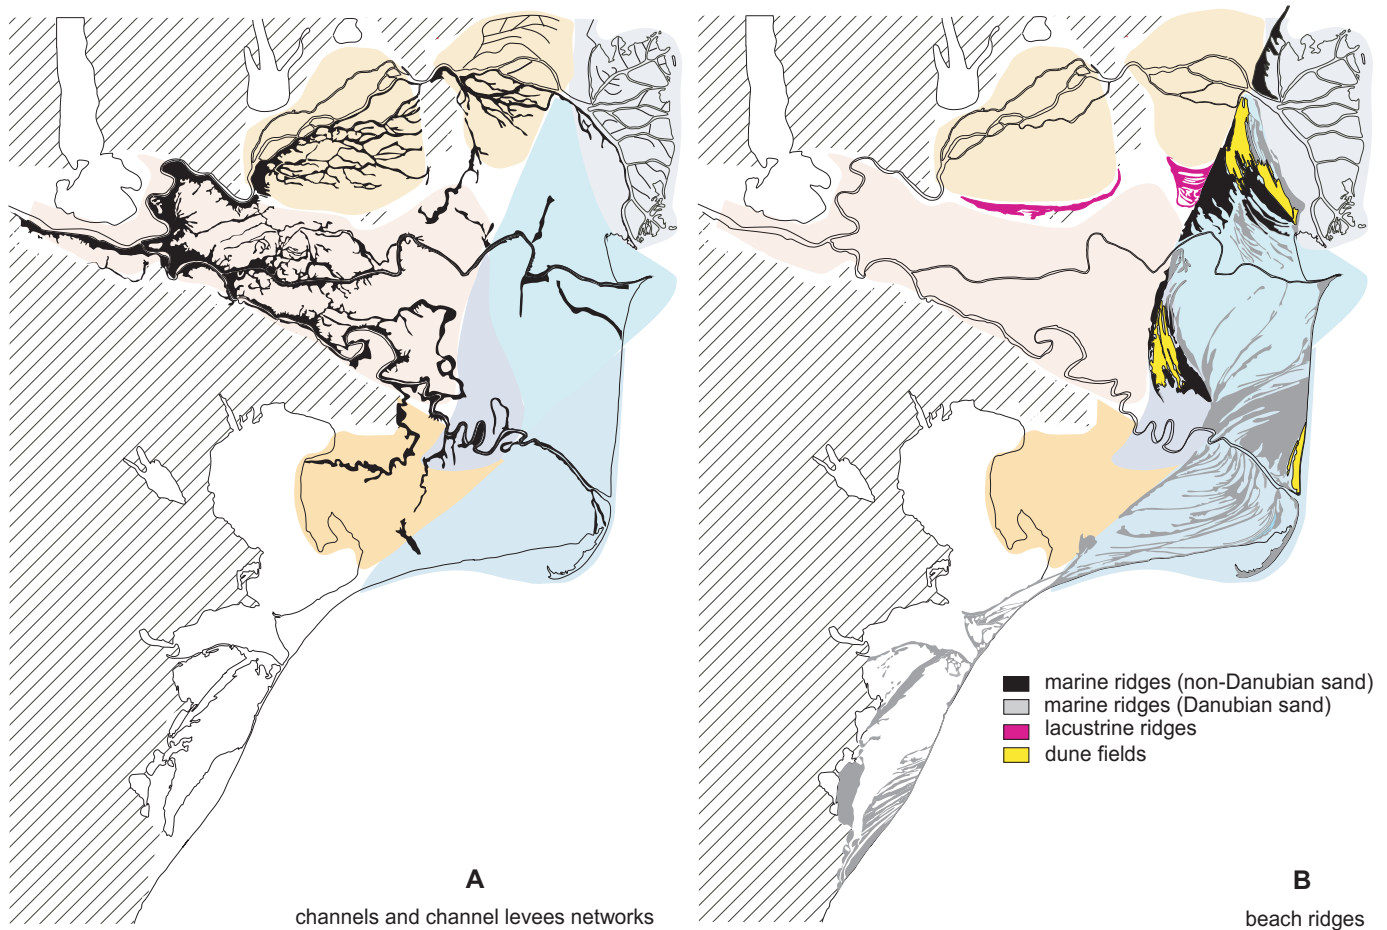 marine ridges (non-Danubian sand)
marine ridges (Danubian sand)
lacustrine ridges
dune fields
A
channels and channel levees networks
B
beach ridges